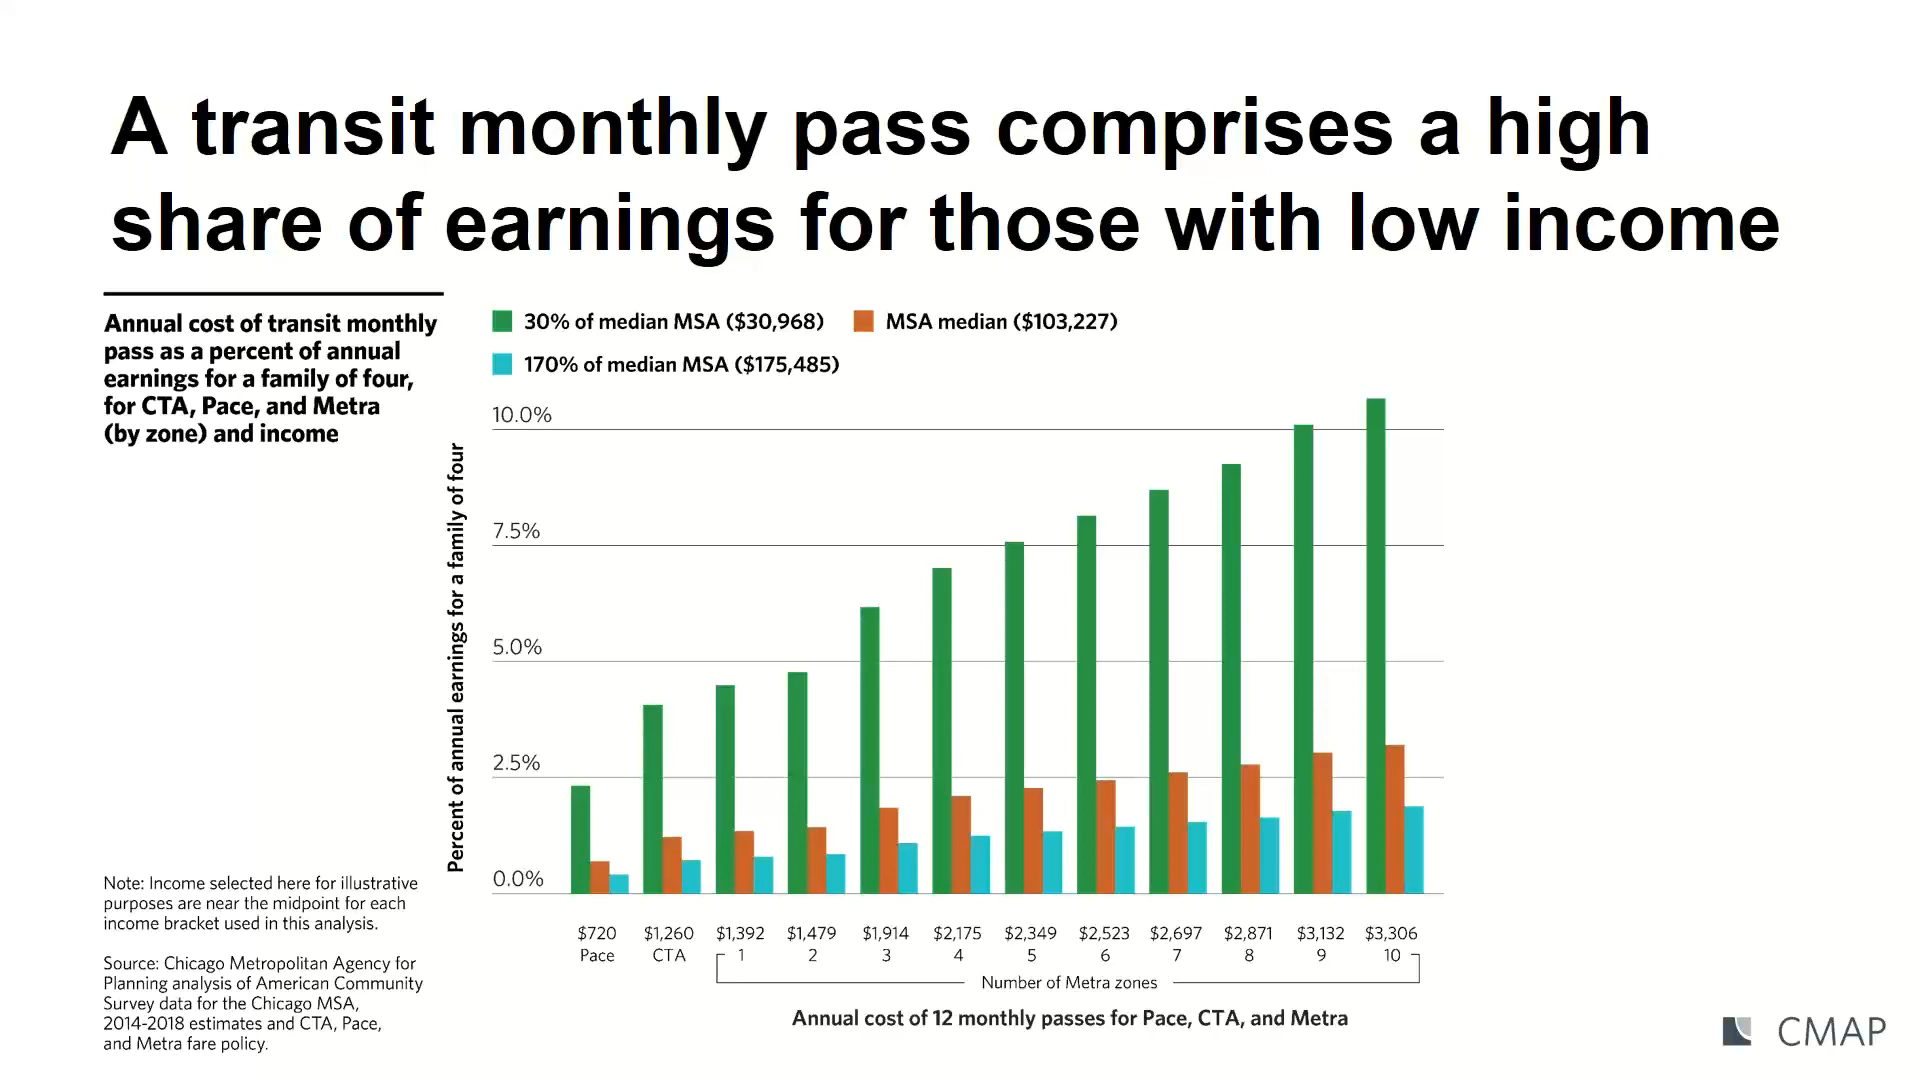 A transit monthly pass comprises a high
share of earnings for those with low income
Annual cost of transit monthly
pass as a percent of annual
earnings for a family of four,
for CTA, Pace, and Metra
(by zone) and income
Note: Income selected here for illustrative
purposes are near the midpoint for each
income bracket used in this analysis.
Source: Chicago Metropolitan Agency for
Planning analysis of American Community
Survey data for the Chicago MSA,
2014-2018 estimates and CTA, Pace,
and Metra fare policy.
30% of median MSA ($30,968) MSA median ($103,227)
170% of median MSA ($175,485)
Percent of annual earnings for a family of four
10.0%
7.5%
5.0%
2.5%
0.0%
$720 $1,260 $1,392 $1,479 $1,914 $2,175 $2,349 $2,523 $2,697 $2,871 $3,132 $3,306
Pace CTA 1 2 3 4 5 6 7 8 9 10
Number of Metra zones
Annual cost of 12 monthly passes for Pace, CTA, and Metra
CMAP